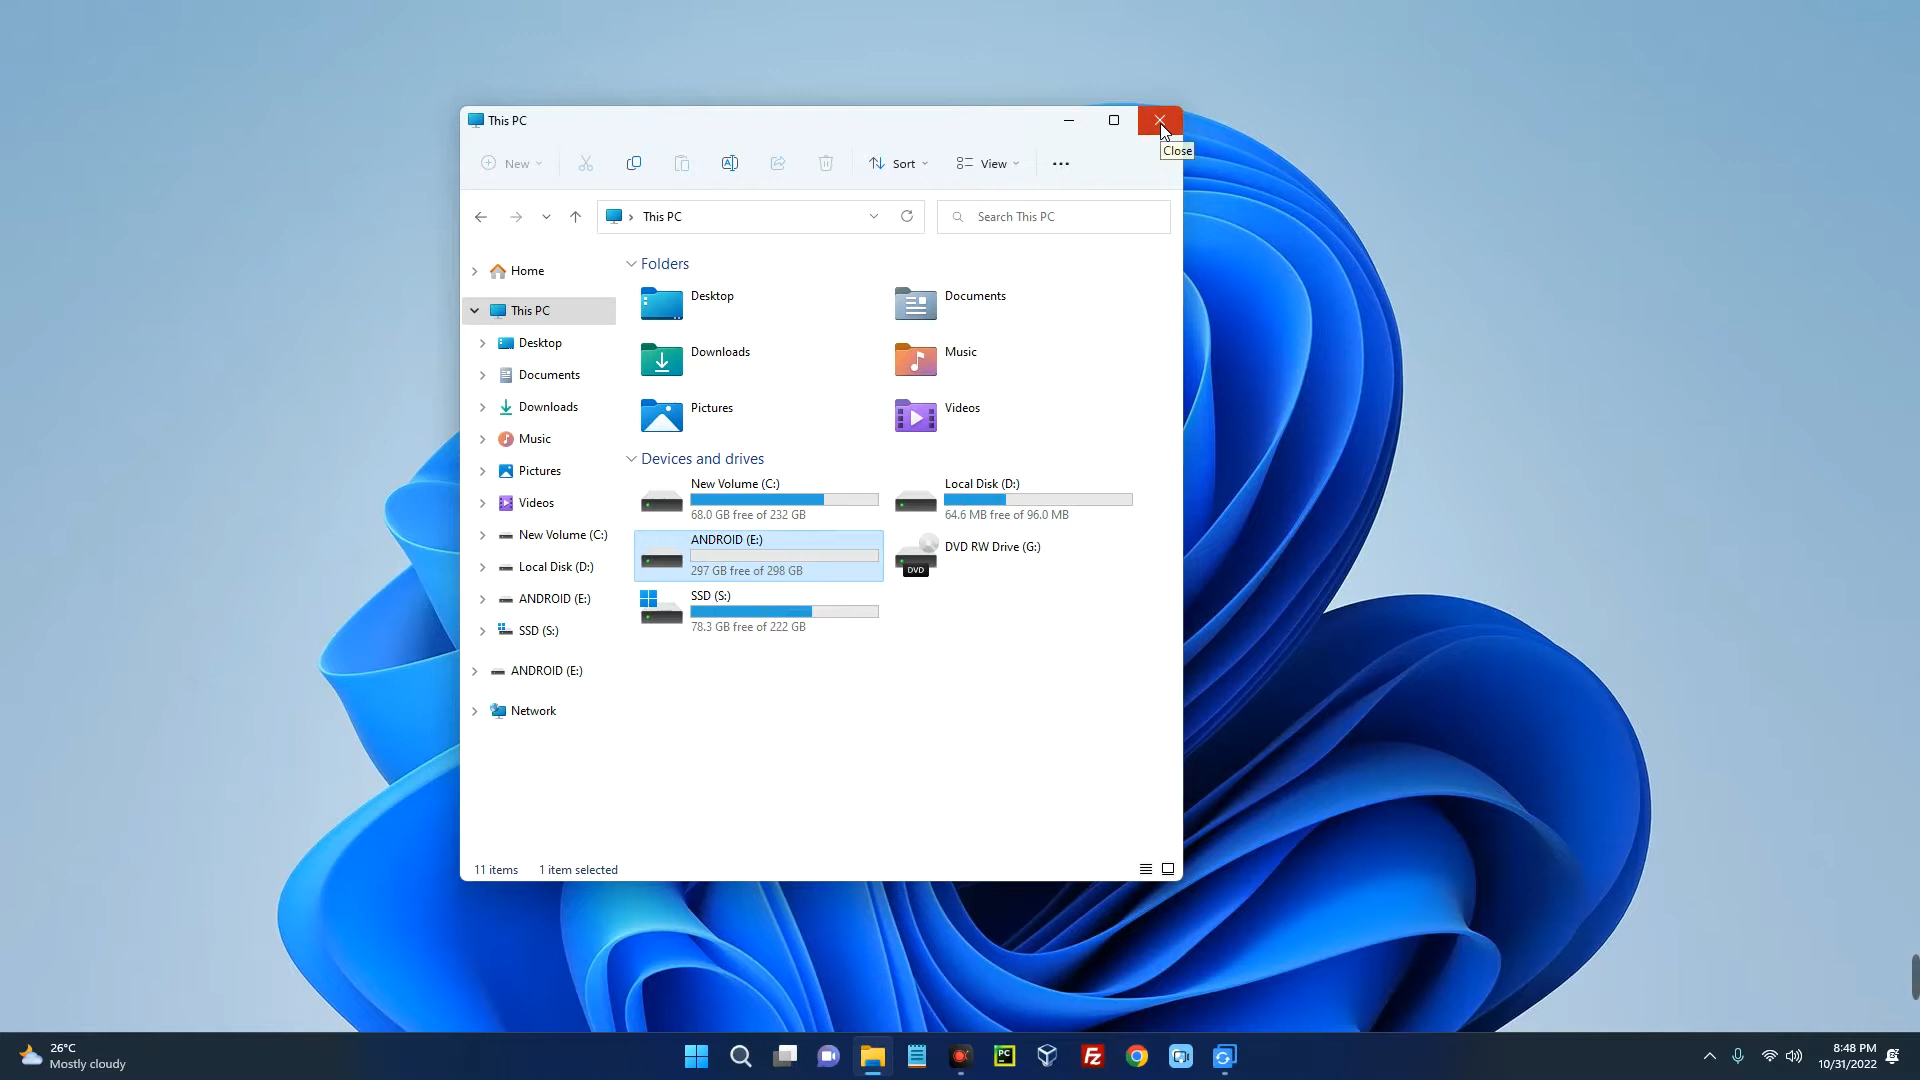 This PC
Close
New
Sort
View
This PC
Search This PC
Home
This PC
Desktop
Documents
Downloads
Music
Pictures
Videos
New Volume (C:)
Local Disk (D:)
ANDROID (E:)
SSD (S:)
ANDROID (E:)
Network
Folders
Desktop
Documents
Downloads
Music
Pictures
Videos
Devices and drives
New Volume (C:)
68.0 GB free of 232 GB
Local Disk (D:)
64.6 MB free of 96.0 MB
ANDROID (E:)
297 GB free of 298 GB
DVD RW Drive (G:)
DVD
SSD (S:)
78.3 GB free of 222 GB
11 items
1 item selected
26°C
Mostly cloudy
PC
FZ
8:48 PM
10/31/2022